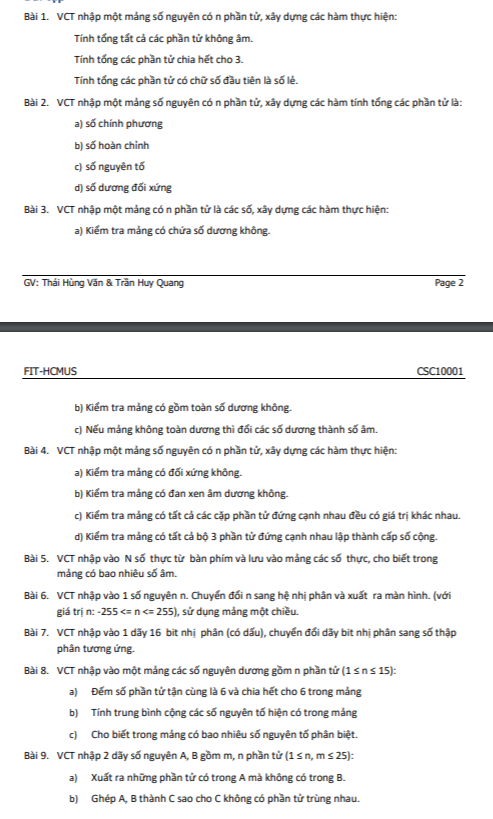 Bài 1. VCT nhập một mảng số nguyên có n phần tử, xây dựng các hàm thực hiện:
Tính tổng tất cả các phần tử không âm.
Tính tổng các phần tử chia hết cho 3.
Tính tổng các phần tử có chữ số đầu tiên là số lẻ.
Bài 2. VCT nhập một mảng số nguyên có n phần tử, xây dựng các hàm tính tổng các phần tử là:
a) số chính phương
b) số hoàn chỉnh
c) số nguyên tố
d) số dương đối xứng
Bài 3. VCT nhập một mảng có n phần tử là các số, xây dựng các hàm thực hiện:
a) Kiểm tra mảng có chứa số dương không.
GV: Thái Hùng Văn & Trần Huy Quang Page 2
FIT-HCMUS CSC10001
b) Kiểm tra mảng có gồm toàn số dương không.
c) Nếu mảng không toàn dương thì đổi các số dương thành số âm.
Bài 4. VCT nhập một mảng số nguyên có n phần tử, xây dựng các hàm thực hiện:
a) Kiểm tra mảng có đối xứng không.
b) Kiểm tra mảng có đan xen âm dương không.
c) Kiểm tra mảng có tất cả các cặp phần tử đứng cạnh nhau đều có giá trị khác nhau.
d) Kiểm tra mảng có tất cả bộ 3 phần tử đứng cạnh nhau lập thành cấp số cộng.
Bài 5. VCT nhập vào N số thực từ bàn phím và lưu vào mảng các số thực, cho biết trong
mảng có bao nhiêu số âm.
Bài 6. VCT nhập vào 1 số nguyên n. Chuyển đổi n sang hệ nhị phân và xuất ra màn hình. (với
giá trị n: -255 <= n <= 255), sử dụng mảng một chiều.
Bài 7. VCT nhập vào 1 dãy 16 bit nhị phân (có dấu), chuyển đổi dãy bit nhị phân sang số thập
phân tương ứng.
Bài 8. VCT nhập vào một mảng các số nguyên dương gồm n phần tử (1 ≤ n ≤ 15):
a) Đếm số phần tử tận cùng là 6 và chia hết cho 6 trong mảng
b) Tính trung bình cộng các số nguyên tố hiện có trong mảng
c) Cho biết trong mảng có bao nhiêu số nguyên tố phân biệt.
Bài 9. VCT nhập 2 dãy số nguyên A, B gồm m, n phần tử (1 ≤ n, m ≤ 25):
a) Xuất ra những phần tử có trong A mà không có trong B.
b) Ghép A, B thành C sao cho C không có phần tử trùng nhau.